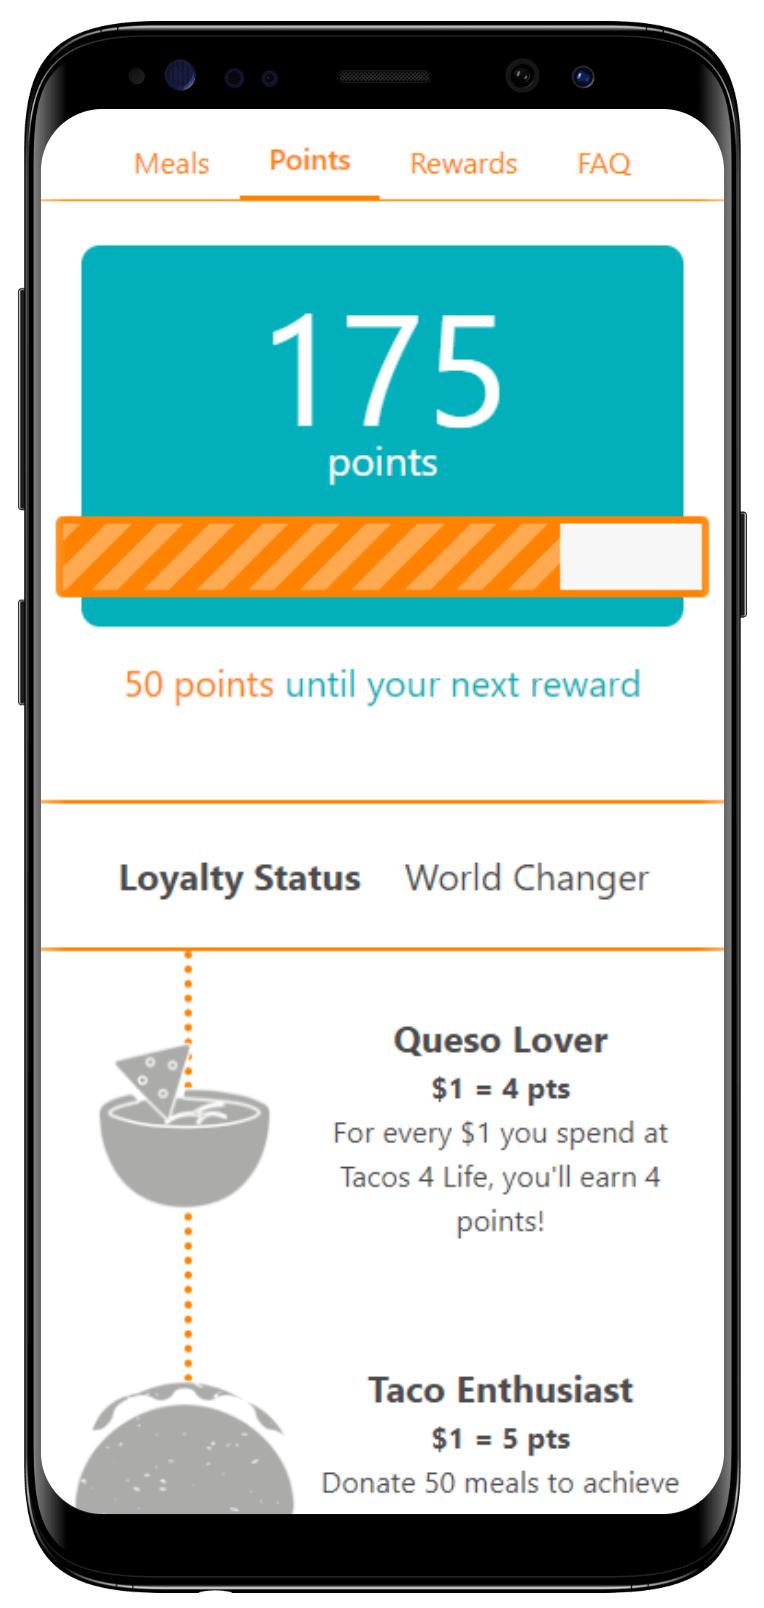 Meals Points Rewards FAQ
175
points
50 points until your next reward
Loyalty Status World Changer
Queso Lover
$1 = 4 pts
For every $1 you spend at
Tacos 4 Life, you'll earn 4
points!
Taco Enthusiast
$1 = 5 pts
Donate 50 meals to achieve